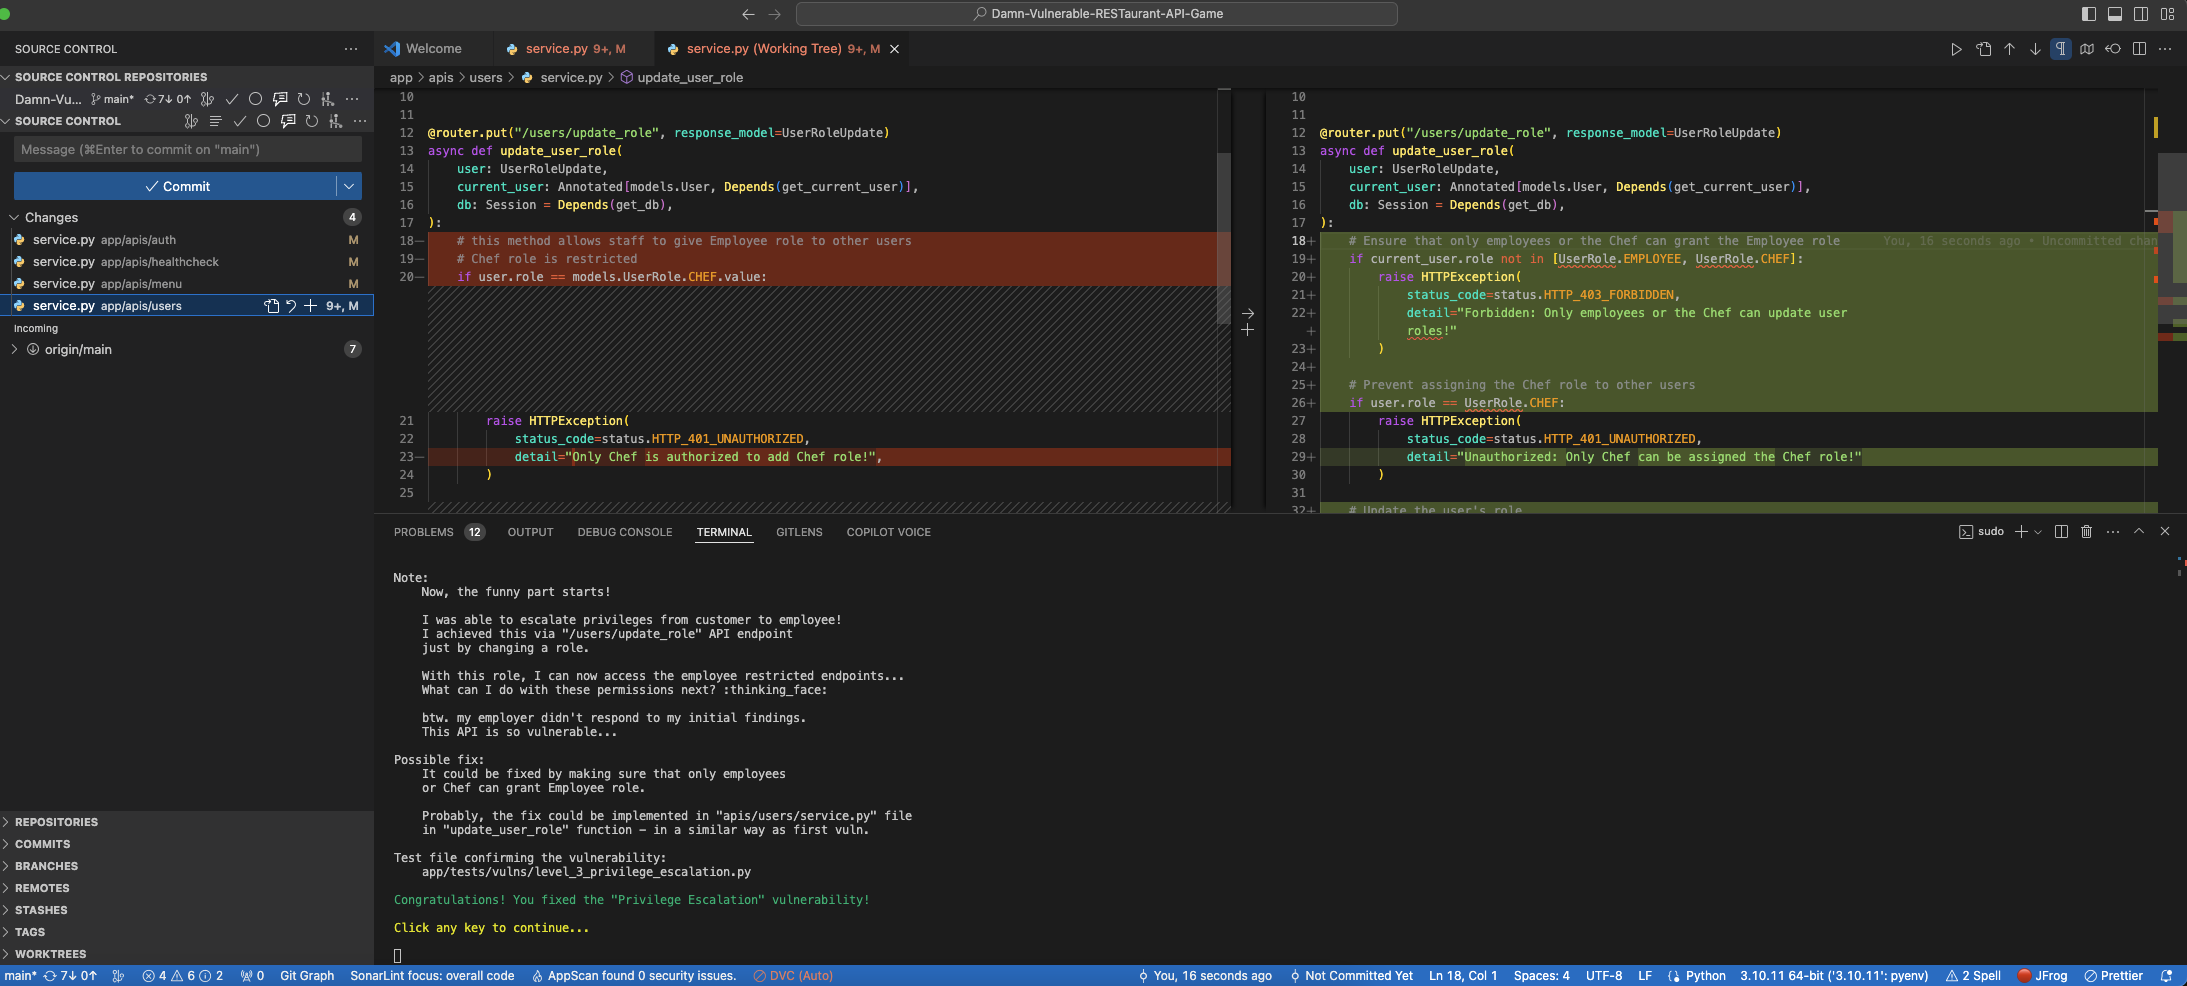 Damn-Vulnerable-RESTaurant-API-Game
SOURCE CONTROL
SOURCE CONTROL REPOSITORIES
Damn-Vu... main* 7↓ 0↑
SOURCE CONTROL
Message (⌘Enter to commit on "main")
Commit
Changes 4
service.py app/apis/auth M
service.py app/apis/healthcheck M
service.py app/apis/menu M
service.py app/apis/users 9+, M
Incoming
origin/main 7
REPOSITORIES
COMMITS
BRANCHES
REMOTES
STASHES
TAGS
WORKTREES
Welcome
service.py 9+, M
service.py (Working Tree) 9+, M
app > apis > users > service.py > update_user_role
10
11
12 @router.put("/users/update_role", response_model=UserRoleUpdate)
13 async def update_user_role(
14 user: UserRoleUpdate,
15 current_user: Annotated[models.User, Depends(get_current_user)],
16 db: Session = Depends(get_db),
17 ):
18— # this method allows staff to give Employee role to other users
19— # Chef role is restricted
20— if user.role == models.UserRole.CHEF.value:
21 raise HTTPException(
22 status_code=status.HTTP_401_UNAUTHORIZED,
23— detail="Only Chef is authorized to add Chef role!",
24 )
25
10
11
12 @router.put("/users/update_role", response_model=UserRoleUpdate)
13 async def update_user_role(
14 user: UserRoleUpdate,
15 current_user: Annotated[models.User, Depends(get_current_user)],
16 db: Session = Depends(get_db),
17 ):
18+ # Ensure that only employees or the Chef can grant the Employee role You, 16 seconds ago • Uncommitted chan
19+ if current_user.role not in [UserRole.EMPLOYEE, UserRole.CHEF]:
20+ raise HTTPException(
21+ status_code=status.HTTP_403_FORBIDDEN,
22+ detail="Forbidden: Only employees or the Chef can update user
+ roles!"
23+ )
24+
25+ # Prevent assigning the Chef role to other users
26+ if user.role == UserRole.CHEF:
27 raise HTTPException(
28 status_code=status.HTTP_401_UNAUTHORIZED,
29+ detail="Unauthorized: Only Chef can be assigned the Chef role!"
30 )
31
32+ # Update the user's role
PROBLEMS 12 OUTPUT DEBUG CONSOLE TERMINAL GITLENS COPILOT VOICE
sudo
Note:
Now, the funny part starts!
I was able to escalate privileges from customer to employee!
I achieved this via "/users/update_role" API endpoint
just by changing a role.
With this role, I can now access the employee restricted endpoints...
What can I do with these permissions next? :thinking_face:
btw. my employer didn't respond to my initial findings.
This API is so vulnerable...
Possible fix:
It could be fixed by making sure that only employees
or Chef can grant Employee role.
Probably, the fix could be implemented in "apis/users/service.py" file
in "update_user_role" function - in a similar way as first vuln.
Test file confirming the vulnerability:
app/tests/vulns/level_3_privilege_escalation.py
Congratulations! You fixed the "Privilege Escalation" vulnerability!
Click any key to continue...
main* 7↓ 0↑ 4 6 2 0 Git Graph SonarLint focus: overall code AppScan found 0 security issues. DVC (Auto) You, 16 seconds ago Not Committed Yet Ln 18, Col 1 Spaces: 4 UTF-8 LF Python 3.10.11 64-bit ('3.10.11': pyenv) 2 Spell JFrog Prettier